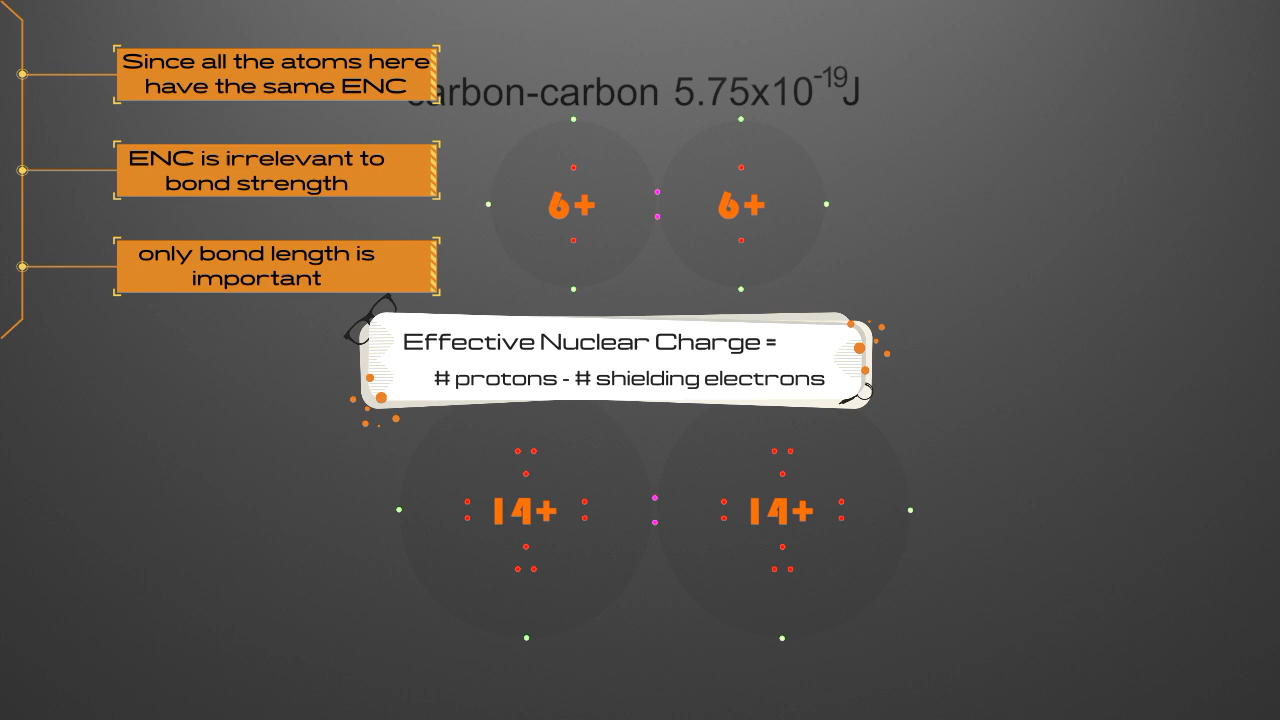 Since all the atoms here
have the same ENC
carbon-carbon 5.75x10-19J
ENC is irrelevant to
bond strength
6+ 6+
only bond length is
important
Effective Nuclear Charge =
# protons - # shielding electrons
14+ 14+